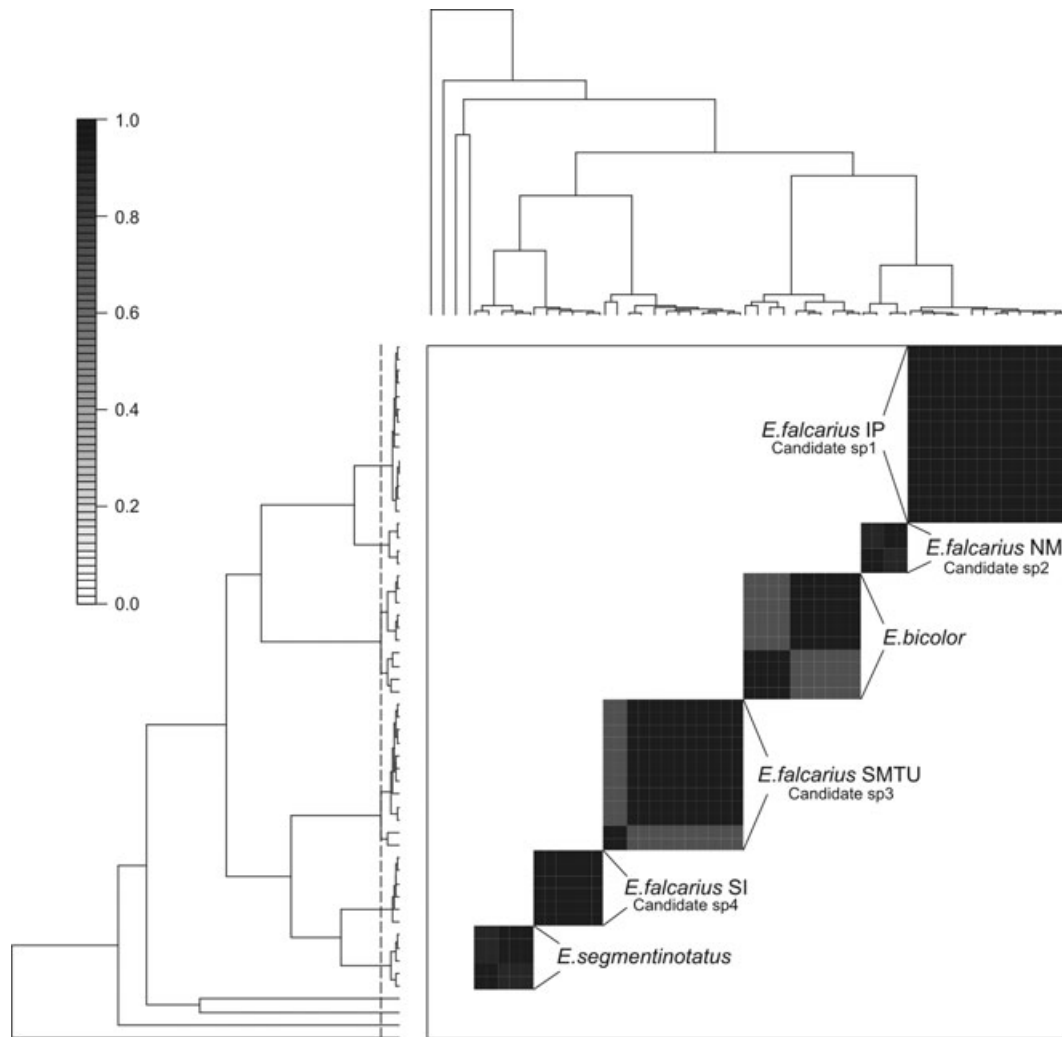 1.0
0.8
0.6
0.4
0.2
0.0
E.falcarius IP
Candidate sp1
E.falcarius NM
Candidate sp2
E.bicolor
E.falcarius SMTU
Candidate sp3
E.falcarius SI
Candidate sp4
E.segmentinotatus